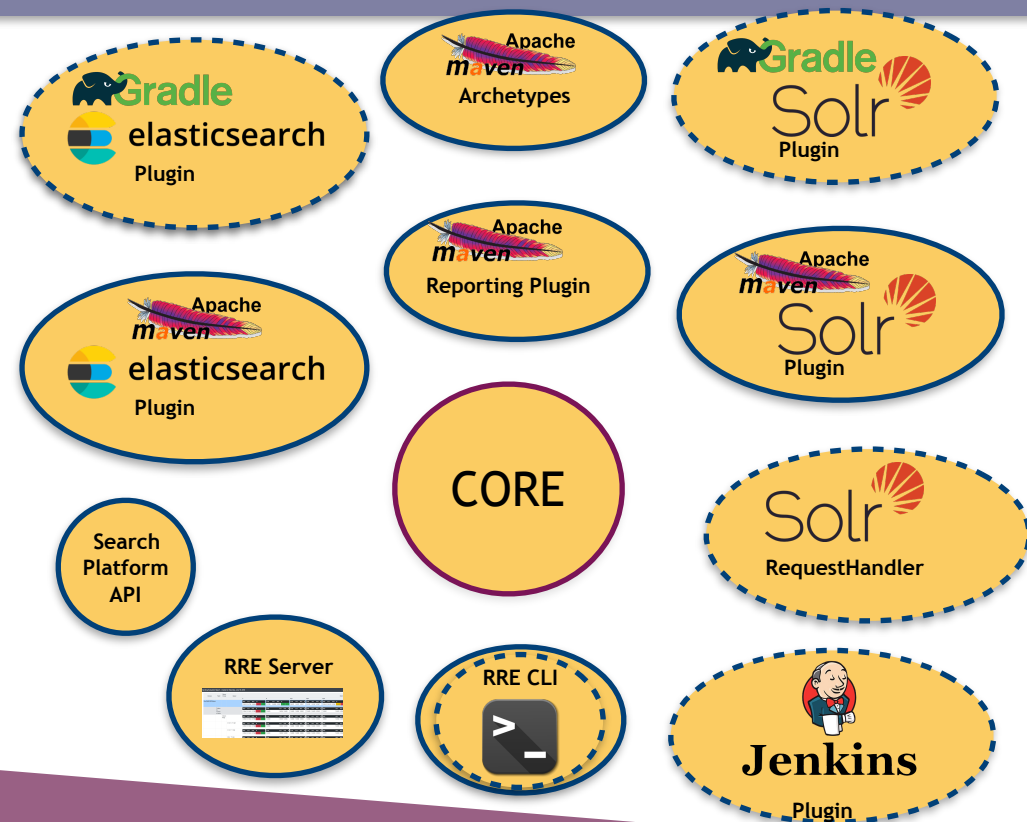 Gradle
elasticsearch
Plugin
Apache
maven
Archetypes
Gradle
Solr
Plugin
Apache
maven
Reporting Plugin
Apache
maven
elasticsearch
Plugin
Apache
maven
Solr
Plugin
CORE
Solr
RequestHandler
Search
Platform
API
RRE Server
RRE CLI
>_
Jenkins
Plugin